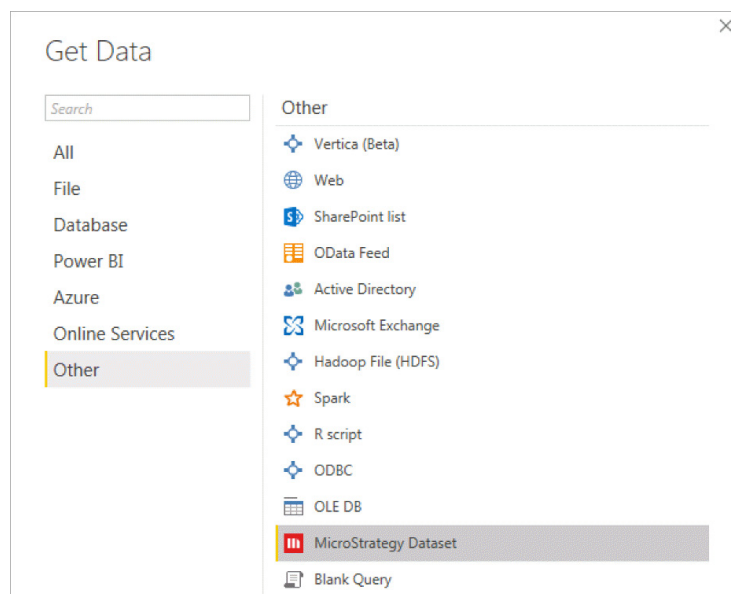 Get Data
Search
All
File
Database
Power BI
Azure
Online Services
Other
Other
Vertica (Beta)
Web
SharePoint list
OData Feed
Active Directory
Microsoft Exchange
Hadoop File (HDFS)
Spark
R script
ODBC
OLE DB
MicroStrategy Dataset
Blank Query